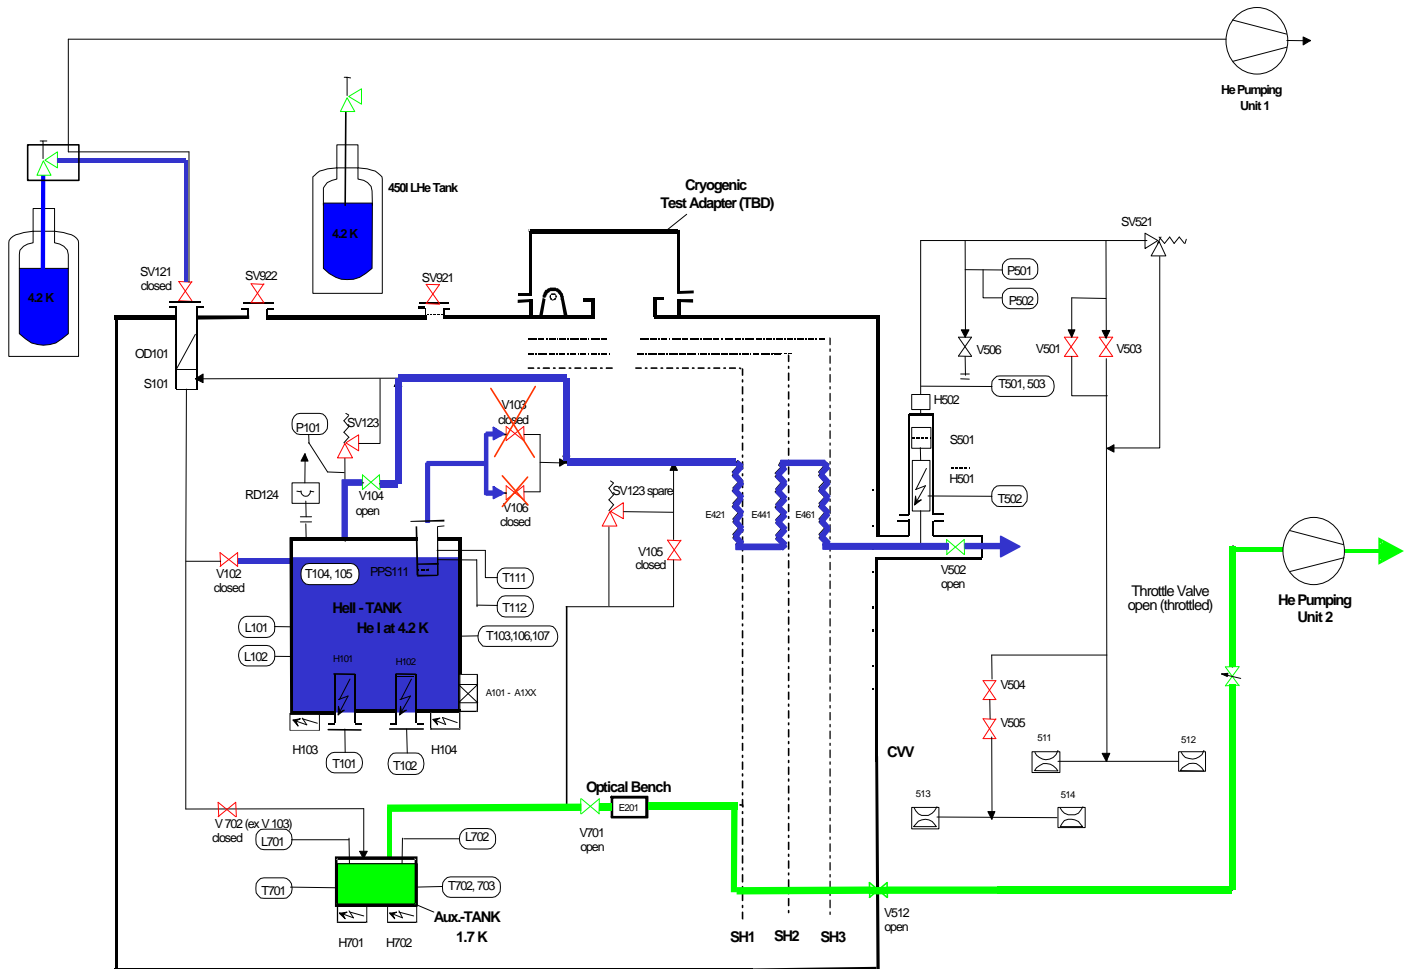 He Pumping
Unit 1
450l LHe Tank
Cryogenic
Test Adapter (TBD)
4.2 K
SV521
SV121
closed
SV922
SV921
4.2 K
P501
P502
OD101
S101
V506
V501
V503
T501, 503
H502
P101
SV123
V103
closed
S501
H501
T502
RD124
V104
open
V106
closed
SV123 spare
E421
E441
E461
V105
closed
V502
open
V102
closed
T104, 105
PPS111
T111
T112
HeII - TANK
He I at 4.2 K
L101
L102
T103,106,107
H101
H102
A101 - A1XX
H103
H104
T101
T102
Throttle Valve
open (throttled)
He Pumping
Unit 2
V504
V505
511
512
513
514
CVV
Optical Bench
E201
V701
open
V 702 (ex V 103)
closed
L701
L702
T701
T702, 703
Aux.-TANK
1.7 K
H701
H702
SH1
SH2
SH3
V512
open